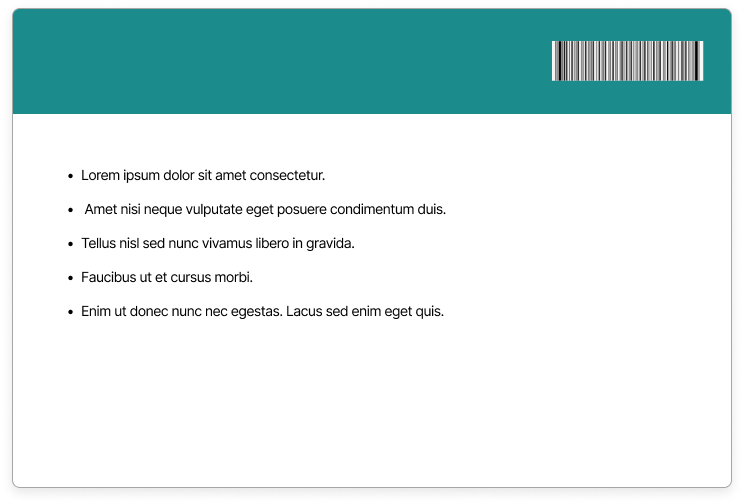 • Lorem ipsum dolor sit amet consectetur.
• Amet nisi neque vulputate eget posuere condimentum duis.
• Tellus nisl sed nunc vivamus libero in gravida.
• Faucibus ut et cursus morbi.
• Enim ut donec nunc nec egestas. Lacus sed enim eget quis.